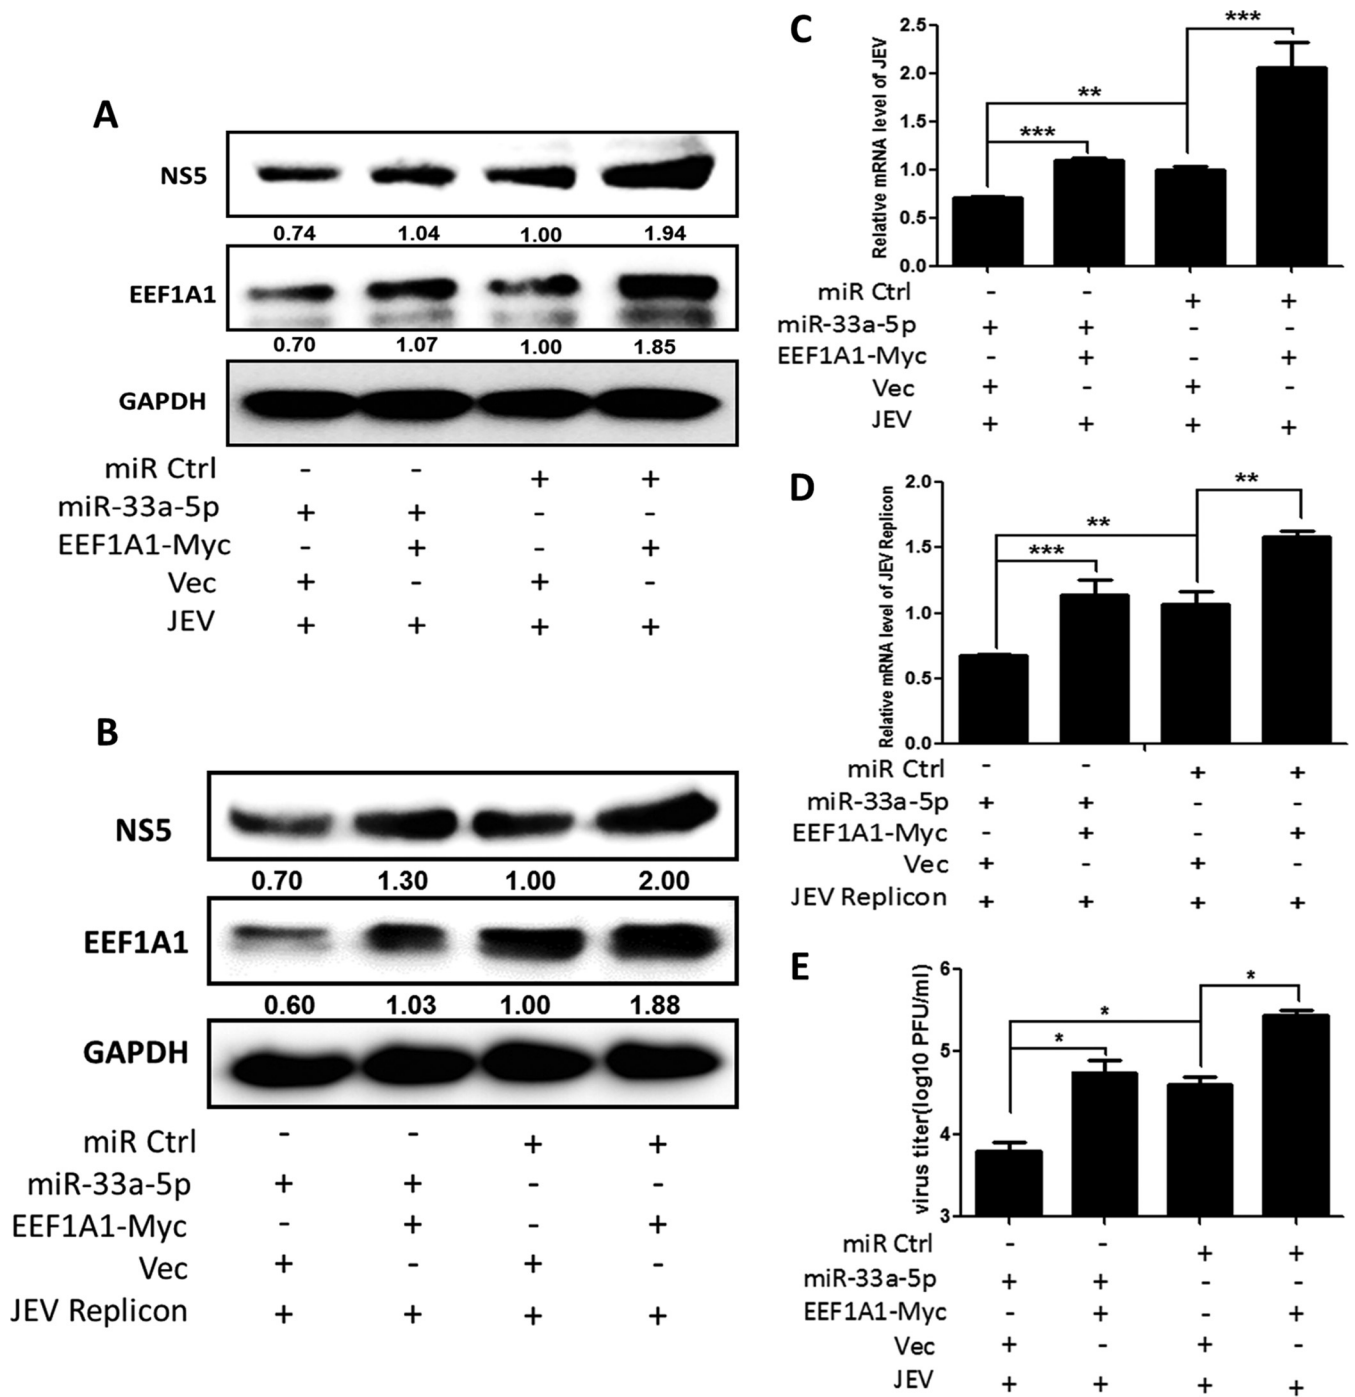 A
NS5
0.74 1.04 1.00 1.94
EEF1A1
0.70 1.07 1.00 1.85
GAPDH
miR Ctrl - - + +
miR-33a-5p + + - -
EEF1A1-Myc - + - +
Vec + - + -
JEV + + + +
B
NS5
0.70 1.30 1.00 2.00
EEF1A1
0.60 1.03 1.00 1.88
GAPDH
miR Ctrl - - + +
miR-33a-5p + + - -
EEF1A1-Myc - + - +
Vec + - + -
JEV Replicon + + + +
C
Relative mRNA level of JEV
2.5
2.0
1.5
1.0
0.5
0.0
***
**
***
miR Ctrl - - + +
miR-33a-5p + + - -
EEF1A1-Myc - + - +
Vec + - + -
JEV + + + +
D
Relative mRNA level of JEV Replicon
2.0
1.5
1.0
0.5
0.0
**
**
***
miR Ctrl - - + +
miR-33a-5p + + - -
EEF1A1-Myc - + - +
Vec + - + -
JEV Replicon + + + +
E
virus titer(log10 PFU/ml)
6
5
4
3
*
*
*
miR Ctrl - - + +
miR-33a-5p + + - -
EEF1A1-Myc - + - +
Vec + - + -
JEV + + + +